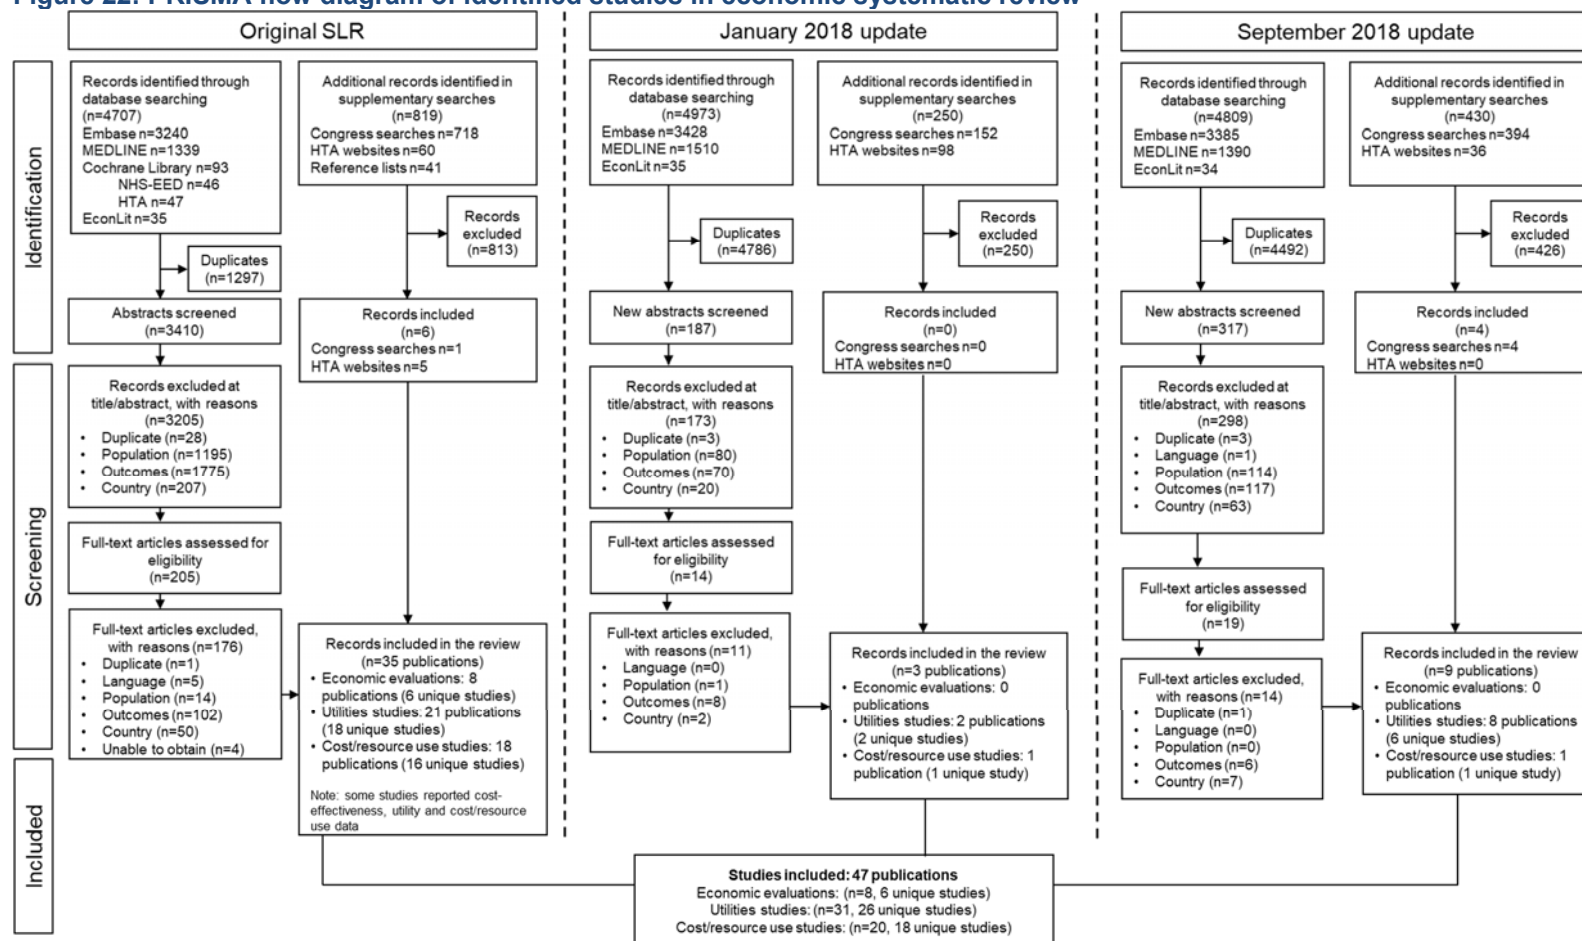 Figure 22: PRISMA flow diagram of identified studies in economic systematic review
Original SLR
January 2018 update
September 2018 update
Identification
Screening
Included
Records identified through
database searching
(n=4707)
Embase n=3240
MEDLINE n=1339
Cochrane Library n=93
NHS-EED n=46
HTA n=47
EconLit n=35
Additional records identified in
supplementary searches
(n=819)
Congress searches n=718
HTA websites n=60
Reference lists n=41
Duplicates
(n=1297)
Records
excluded
(n=813)
Abstracts screened
(n=3410)
Records included
(n=6)
Congress searches n=1
HTA websites n=5
Records excluded at
title/abstract, with reasons
(n=3205)
• Duplicate (n=28)
• Population (n=1195)
• Outcomes (n=1775)
• Country (n=207)
Full-text articles assessed for
eligibility
(n=205)
Full-text articles excluded,
with reasons (n=176)
• Duplicate (n=1)
• Language (n=5)
• Population (n=14)
• Outcomes (n=102)
• Country (n=50)
• Unable to obtain (n=4)
Records included in the review
(n=35 publications)
• Economic evaluations: 8
publications (6 unique studies)
• Utilities studies: 21 publications
(18 unique studies)
• Cost/resource use studies: 18
publications (16 unique studies)
Note: some studies reported cost-
effectiveness, utility and cost/resource
use data
Records identified through
database searching
(n=4973)
Embase n=3428
MEDLINE n=1510
EconLit n=35
Additional records identified in
supplementary searches
(n=250)
Congress searches n=152
HTA websites n=98
Duplicates
(n=4786)
Records
excluded
(n=250)
New abstracts screened
(n=187)
Records included
(n=0)
Congress searches n=0
HTA websites n=0
Records excluded at
title/abstract, with reasons
(n=173)
• Duplicate (n=3)
• Population (n=80)
• Outcomes (n=70)
• Country (n=20)
Full-text articles assessed
for eligibility
(n=14)
Full-text articles excluded,
with reasons (n=11)
• Language (n=0)
• Population (n=1)
• Outcomes (n=8)
• Country (n=2)
Records included in the review
(n=3 publications)
• Economic evaluations: 0
publications
• Utilities studies: 2 publications
(2 unique studies)
• Cost/resource use studies: 1
publication (1 unique study)
Records identified through
database searching
(n=4809)
Embase n=3385
MEDLINE n=1390
EconLit n=34
Additional records identified in
supplementary searches
(n=430)
Congress searches n=394
HTA websites n=36
Duplicates
(n=4492)
Records
excluded
(n=426)
New abstracts screened
(n=317)
Records included
(n=4)
Congress searches n=4
HTA websites n=0
Records excluded at
title/abstract, with reasons
(n=298)
• Duplicate (n=3)
• Language (n=1)
• Population (n=114)
• Outcomes (n=117)
• Country (n=63)
Full-text articles assessed
for eligibility
(n=19)
Full-text articles excluded,
with reasons (n=14)
• Duplicate (n=1)
• Language (n=0)
• Population (n=0)
• Outcomes (n=6)
• Country (n=7)
Records included in the review
(n=9 publications)
• Economic evaluations: 0
publications
• Utilities studies: 8 publications
(6 unique studies)
• Cost/resource use studies: 1
publication (1 unique study)
Studies included: 47 publications
Economic evaluations: (n=8, 6 unique studies)
Utilities studies: (n=31, 26 unique studies)
Cost/resource use studies: (n=20, 18 unique studies)